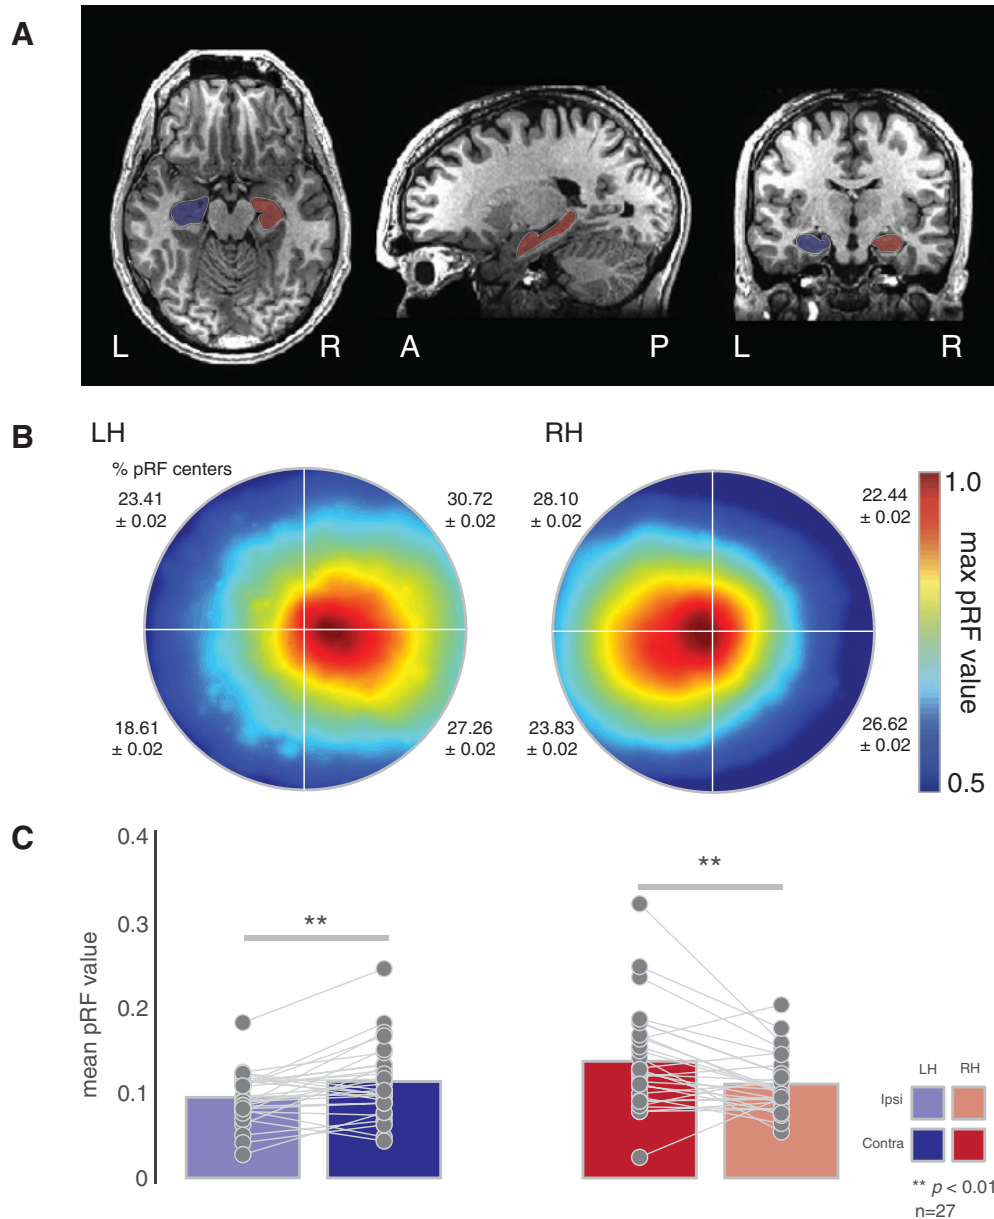 A
L R A P L R
B
LH RH
% pRF centers
23.41
± 0.02
30.72
± 0.02
18.61
± 0.02
27.26
± 0.02
28.10
± 0.02
22.44
± 0.02
23.83
± 0.02
26.62
± 0.02
1.0
max pRF value
0.5
C
mean pRF value
0.4
0.3
0.2
0.1
0
**
**
LH RH
Ipsi
Contra
** p < 0.01
n=27